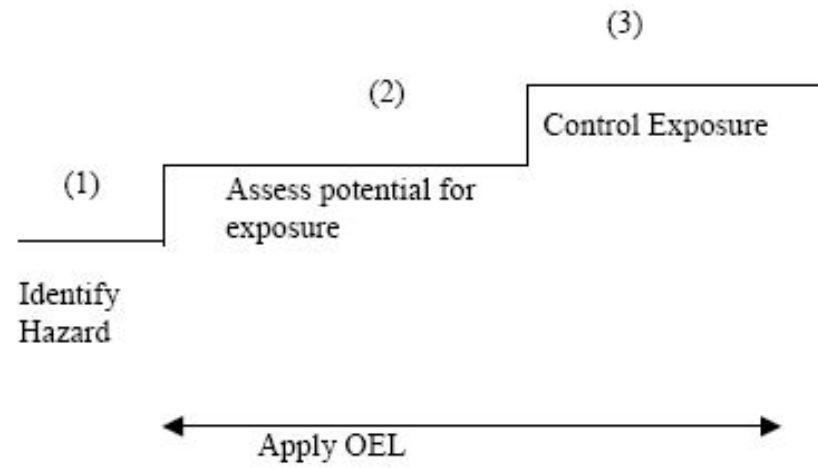 (3)
(2)
Control Exposure
(1)
Assess potential for
exposure
Identify
Hazard
Apply OEL